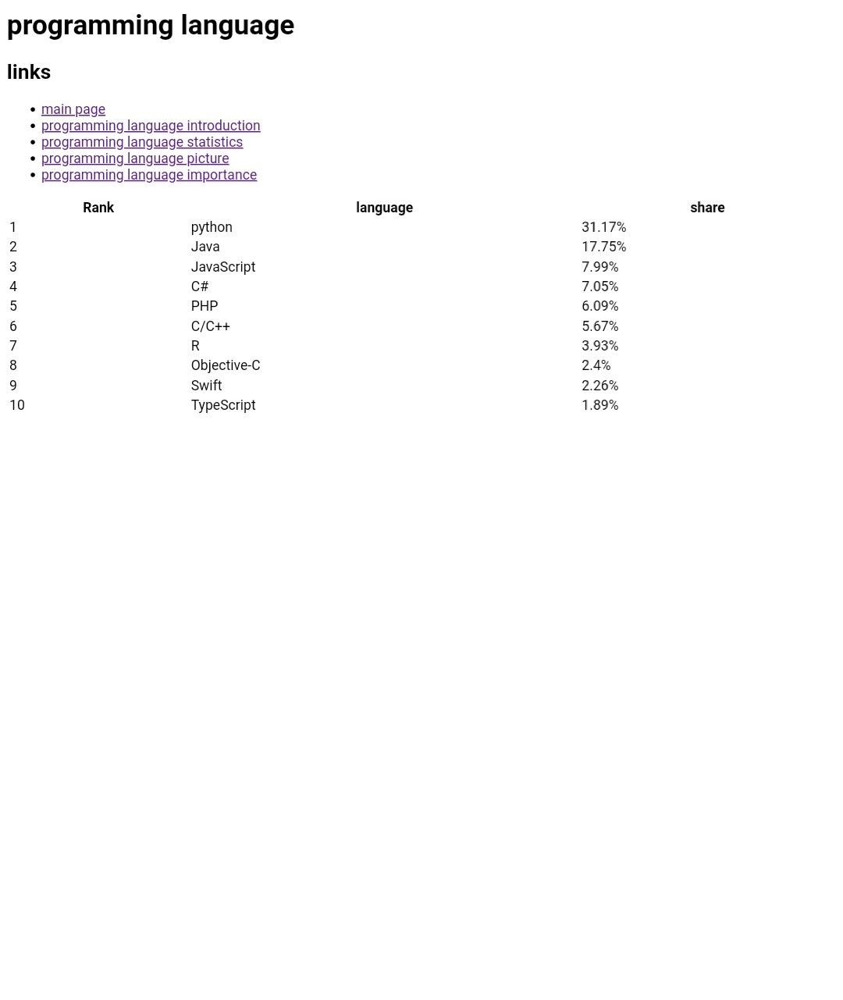 programming language
links
• main page
• programming language introduction
• programming language statistics
• programming language picture
• programming language importance
Rank language share
1 python 31.17%
2 Java 17.75%
3 JavaScript 7.99%
4 C# 7.05%
5 PHP 6.09%
6 C/C++ 5.67%
7 R 3.93%
8 Objective-C 2.4%
9 Swift 2.26%
10 TypeScript 1.89%